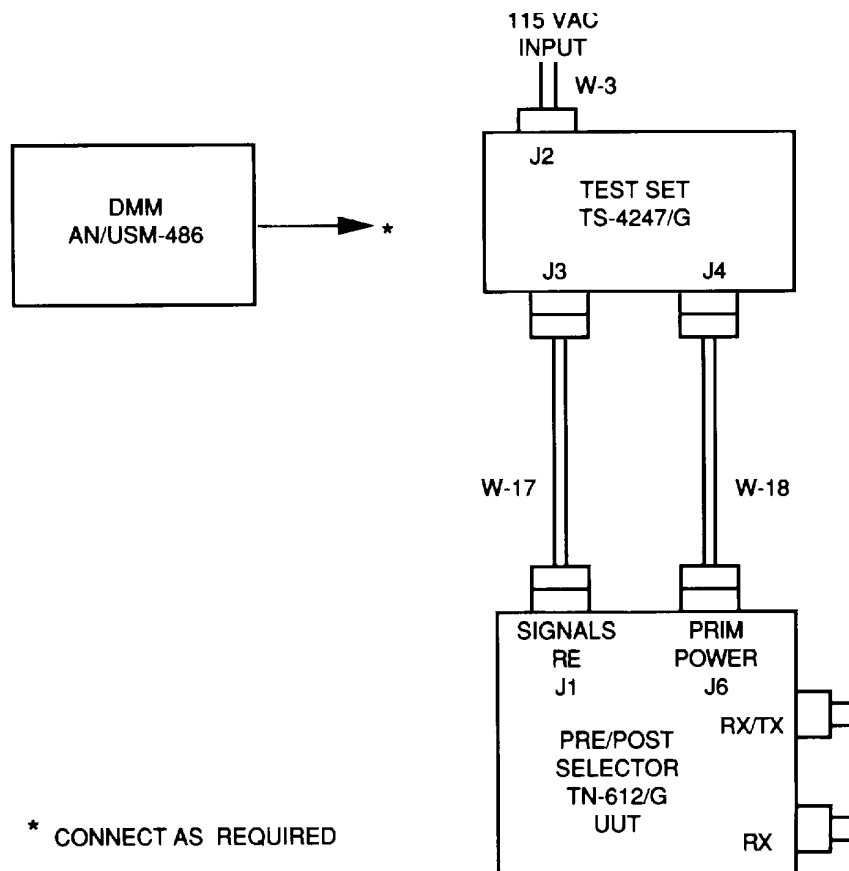 115 VAC
INPUT
W-3
J2
TEST SET
TS-4247/G
J3
J4
DMM
AN/USM-486
*
W-17
W-18
SIGNALS
RE
J1
PRIM
POWER
J6
RX/TX
PRE/POST
SELECTOR
TN-612/G
UUT
RX
* CONNECT AS REQUIRED